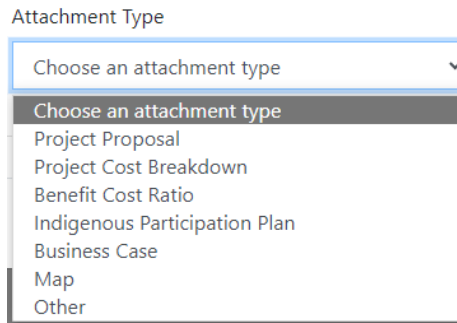 Attachment Type
Choose an attachment type
Choose an attachment type
Project Proposal
Project Cost Breakdown
Benefit Cost Ratio
Indigenous Participation Plan
Business Case
Map
Other